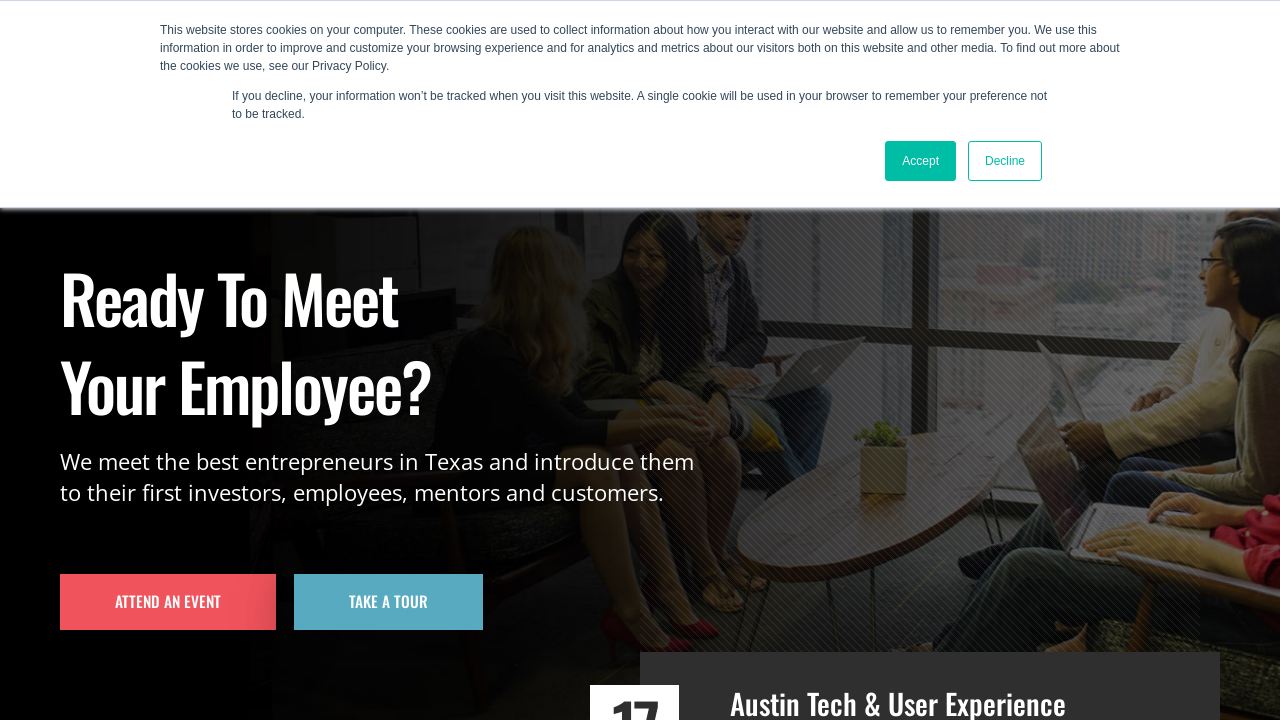 This website stores cookies on your computer. These cookies are used to collect information about how you interact with our website and allow us to remember you. We use this
information in order to improve and customize your browsing experience and for analytics and metrics about our visitors both on this website and other media. To find out more about
the cookies we use, see our Privacy Policy.
If you decline, your information won’t be tracked when you visit this website. A single cookie will be used in your browser to remember your preference not
to be tracked.
Accept
Decline
Ready To Meet
Your Employee?
We meet the best entrepreneurs in Texas and introduce them
to their first investors, employees, mentors and customers.
ATTEND AN EVENT
TAKE A TOUR
17
Austin Tech & User Experience